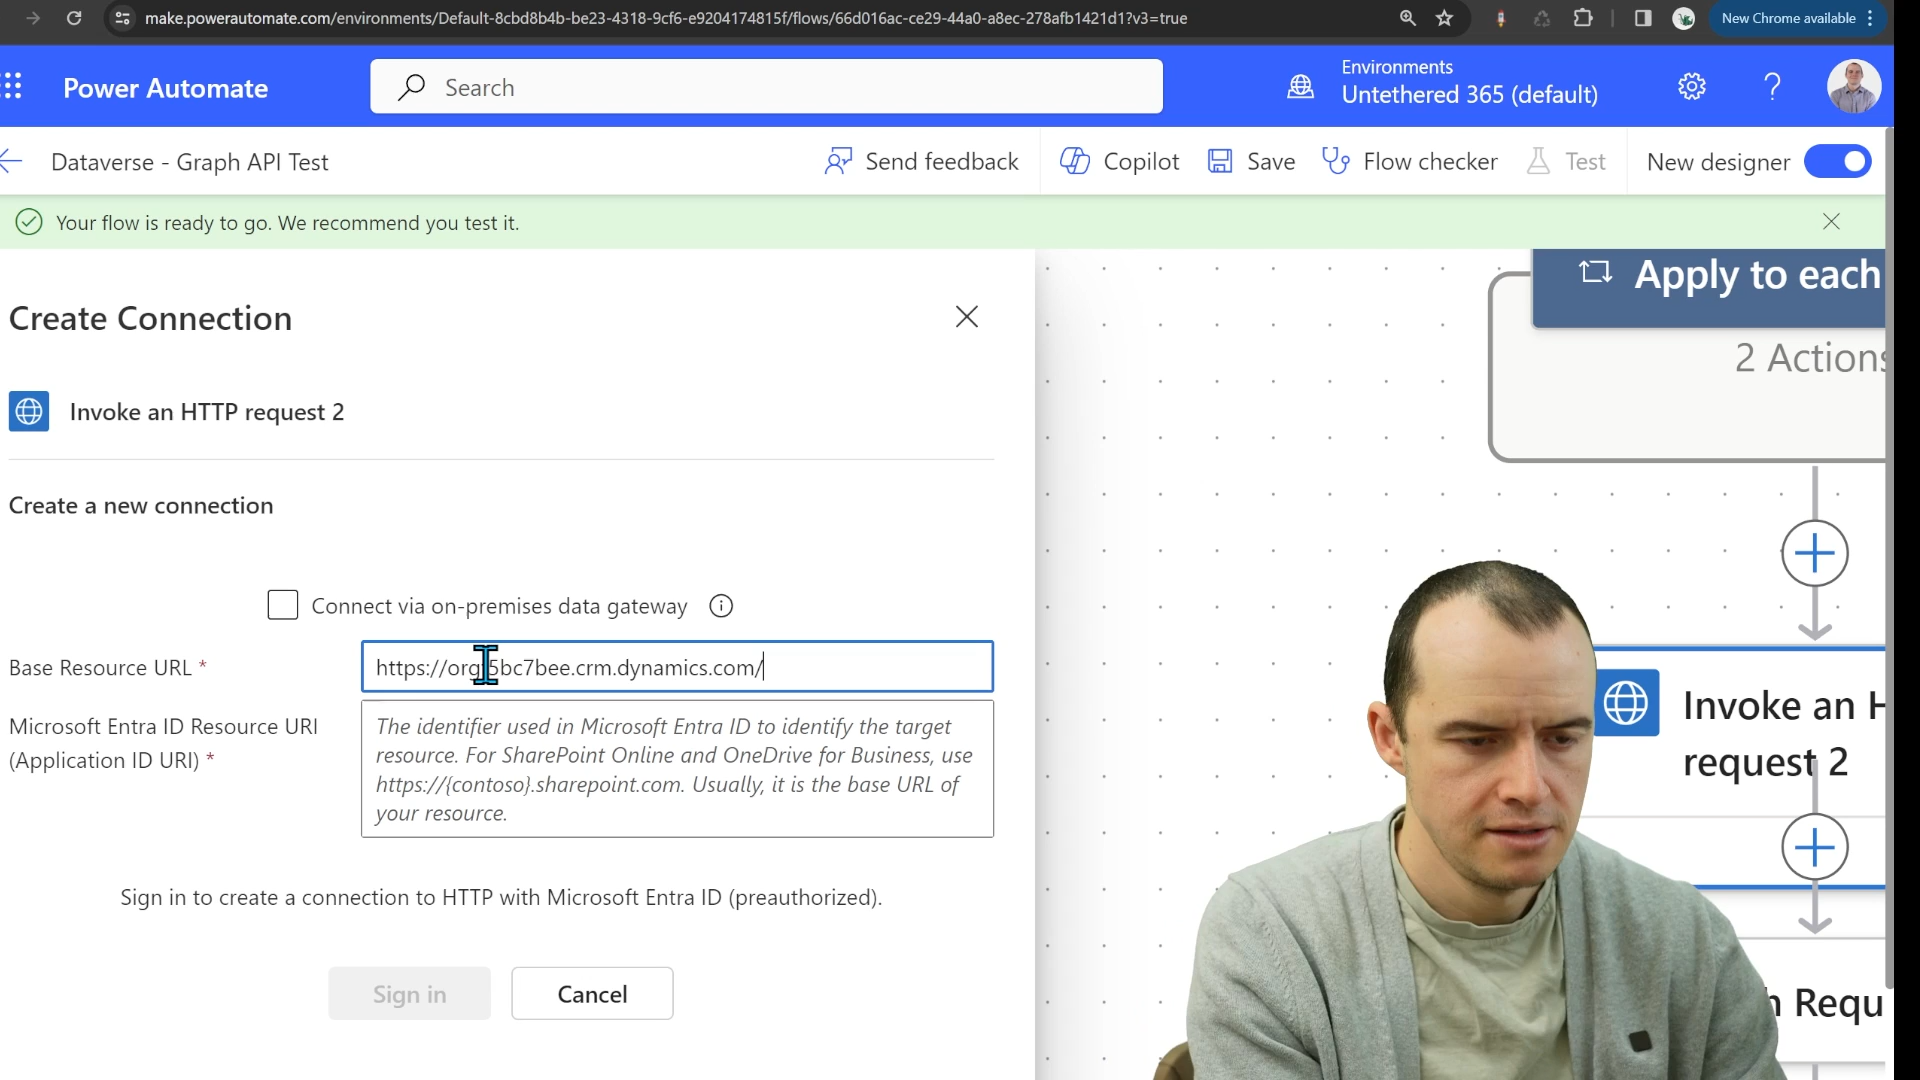 make.powerautomate.com/environments/Default-8cbd8b4b-be23-4318-9cf6-e9204174815f/flows/66d016ac-ce29-44a0-a8ec-278afb1421d1?v3=true
New Chrome available
Power Automate
Search
Environments
Untethered 365 (default)
Dataverse - Graph API Test
Send feedback
Copilot
Save
Flow checker
Test
New designer
Your flow is ready to go. We recommend you test it.
Create Connection
Invoke an HTTP request 2
Create a new connection
Connect via on-premises data gateway
Base Resource URL *
.crm.dynamics.com/
Microsoft Entra ID Resource URI
(Application ID URI) *
The identifier used in Microsoft Entra ID to identify the target
resource. For SharePoint Online and OneDrive for Business, use
https://{contoso}.sharepoint.com. Usually, it is the base URL of
your resource.
Sign in to create a connection to HTTP with Microsoft Entra ID (preauthorized).
Sign in
Cancel
Apply to each
2 Actions
Invoke an H
request 2
Requ